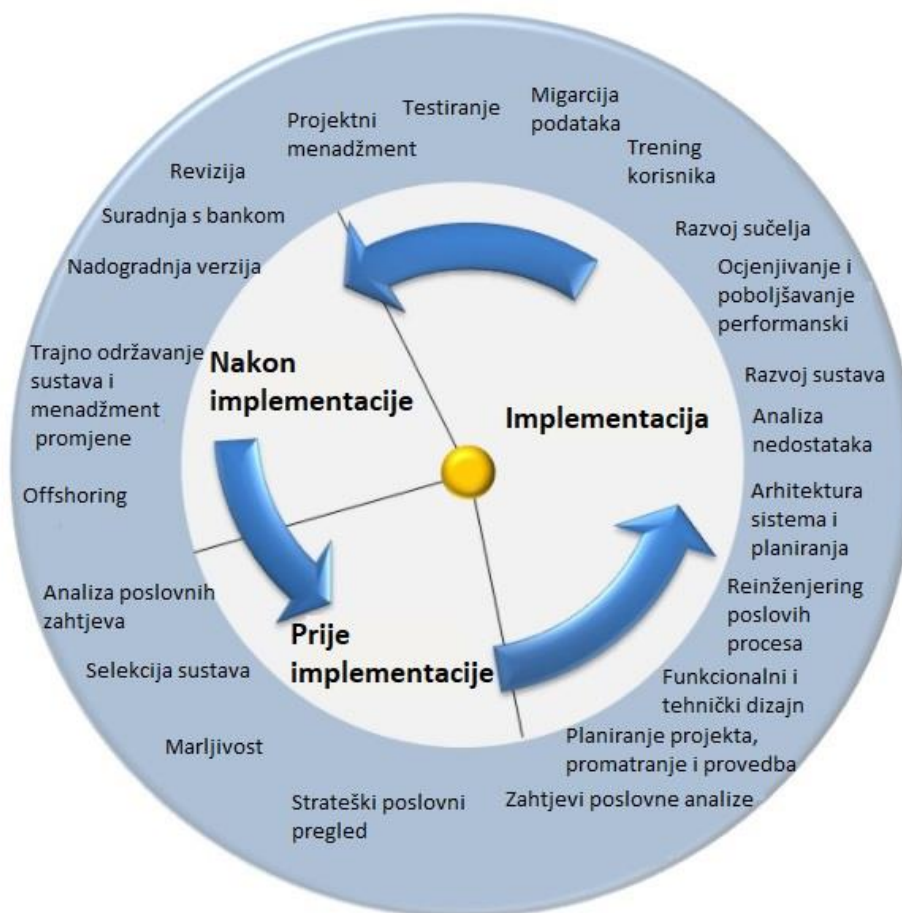 Testiranje
Migarcija
podataka
Projektni
menadžment
Trening
korisnika
Revizija
Suradnja s bankom
Razvoj sučelja
Nadogradnja verzija
Ocjenjivanje i
poboljšavanje
performanski
Trajno održavanje
sustava i
menadžment
promjene
Nakon
implementacije
Implementacija
Razvoj sustava
Analiza
nedostataka
Offshoring
Arhitektura
sistema i
planiranja
Analiza poslovnih
zahtjeva
Reinženjering
poslovih
procesa
Prije
implementacije
Selekcija sustava
Funkcionalni i
tehnički dizajn
Marljivost
Planiranje projekta,
promatranje i provedba
Strateški poslovni
pregled
Zahtjevi poslovne analize